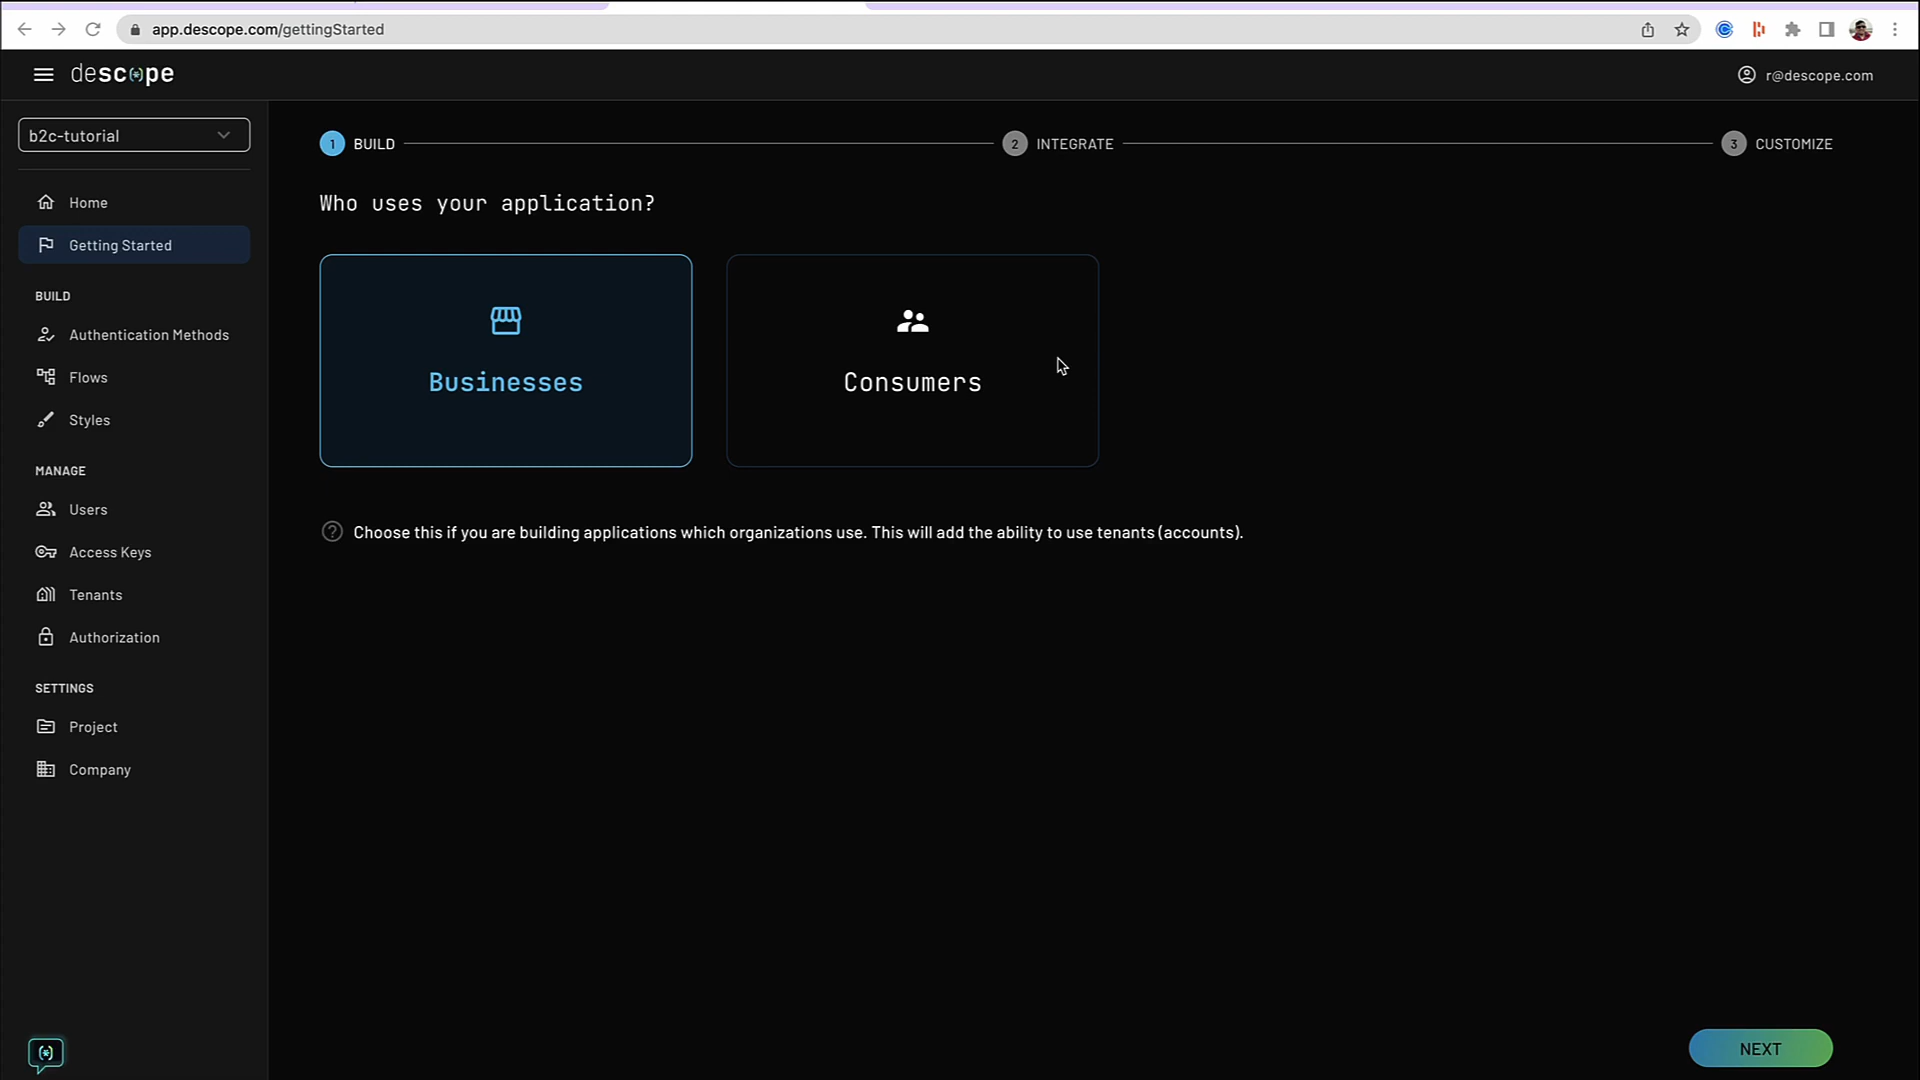 app.descope.com/gettingStarted
descope
r@descope.com
b2c-tutorial
Home
Getting Started
BUILD
Authentication Methods
Flows
Styles
MANAGE
Users
Access Keys
Tenants
Authorization
SETTINGS
Project
Company
1 BUILD
2 INTEGRATE
3 CUSTOMIZE
Who uses your application?
Businesses
Consumers
? Choose this if you are building applications which organizations use. This will add the ability to use tenants (accounts).
NEXT